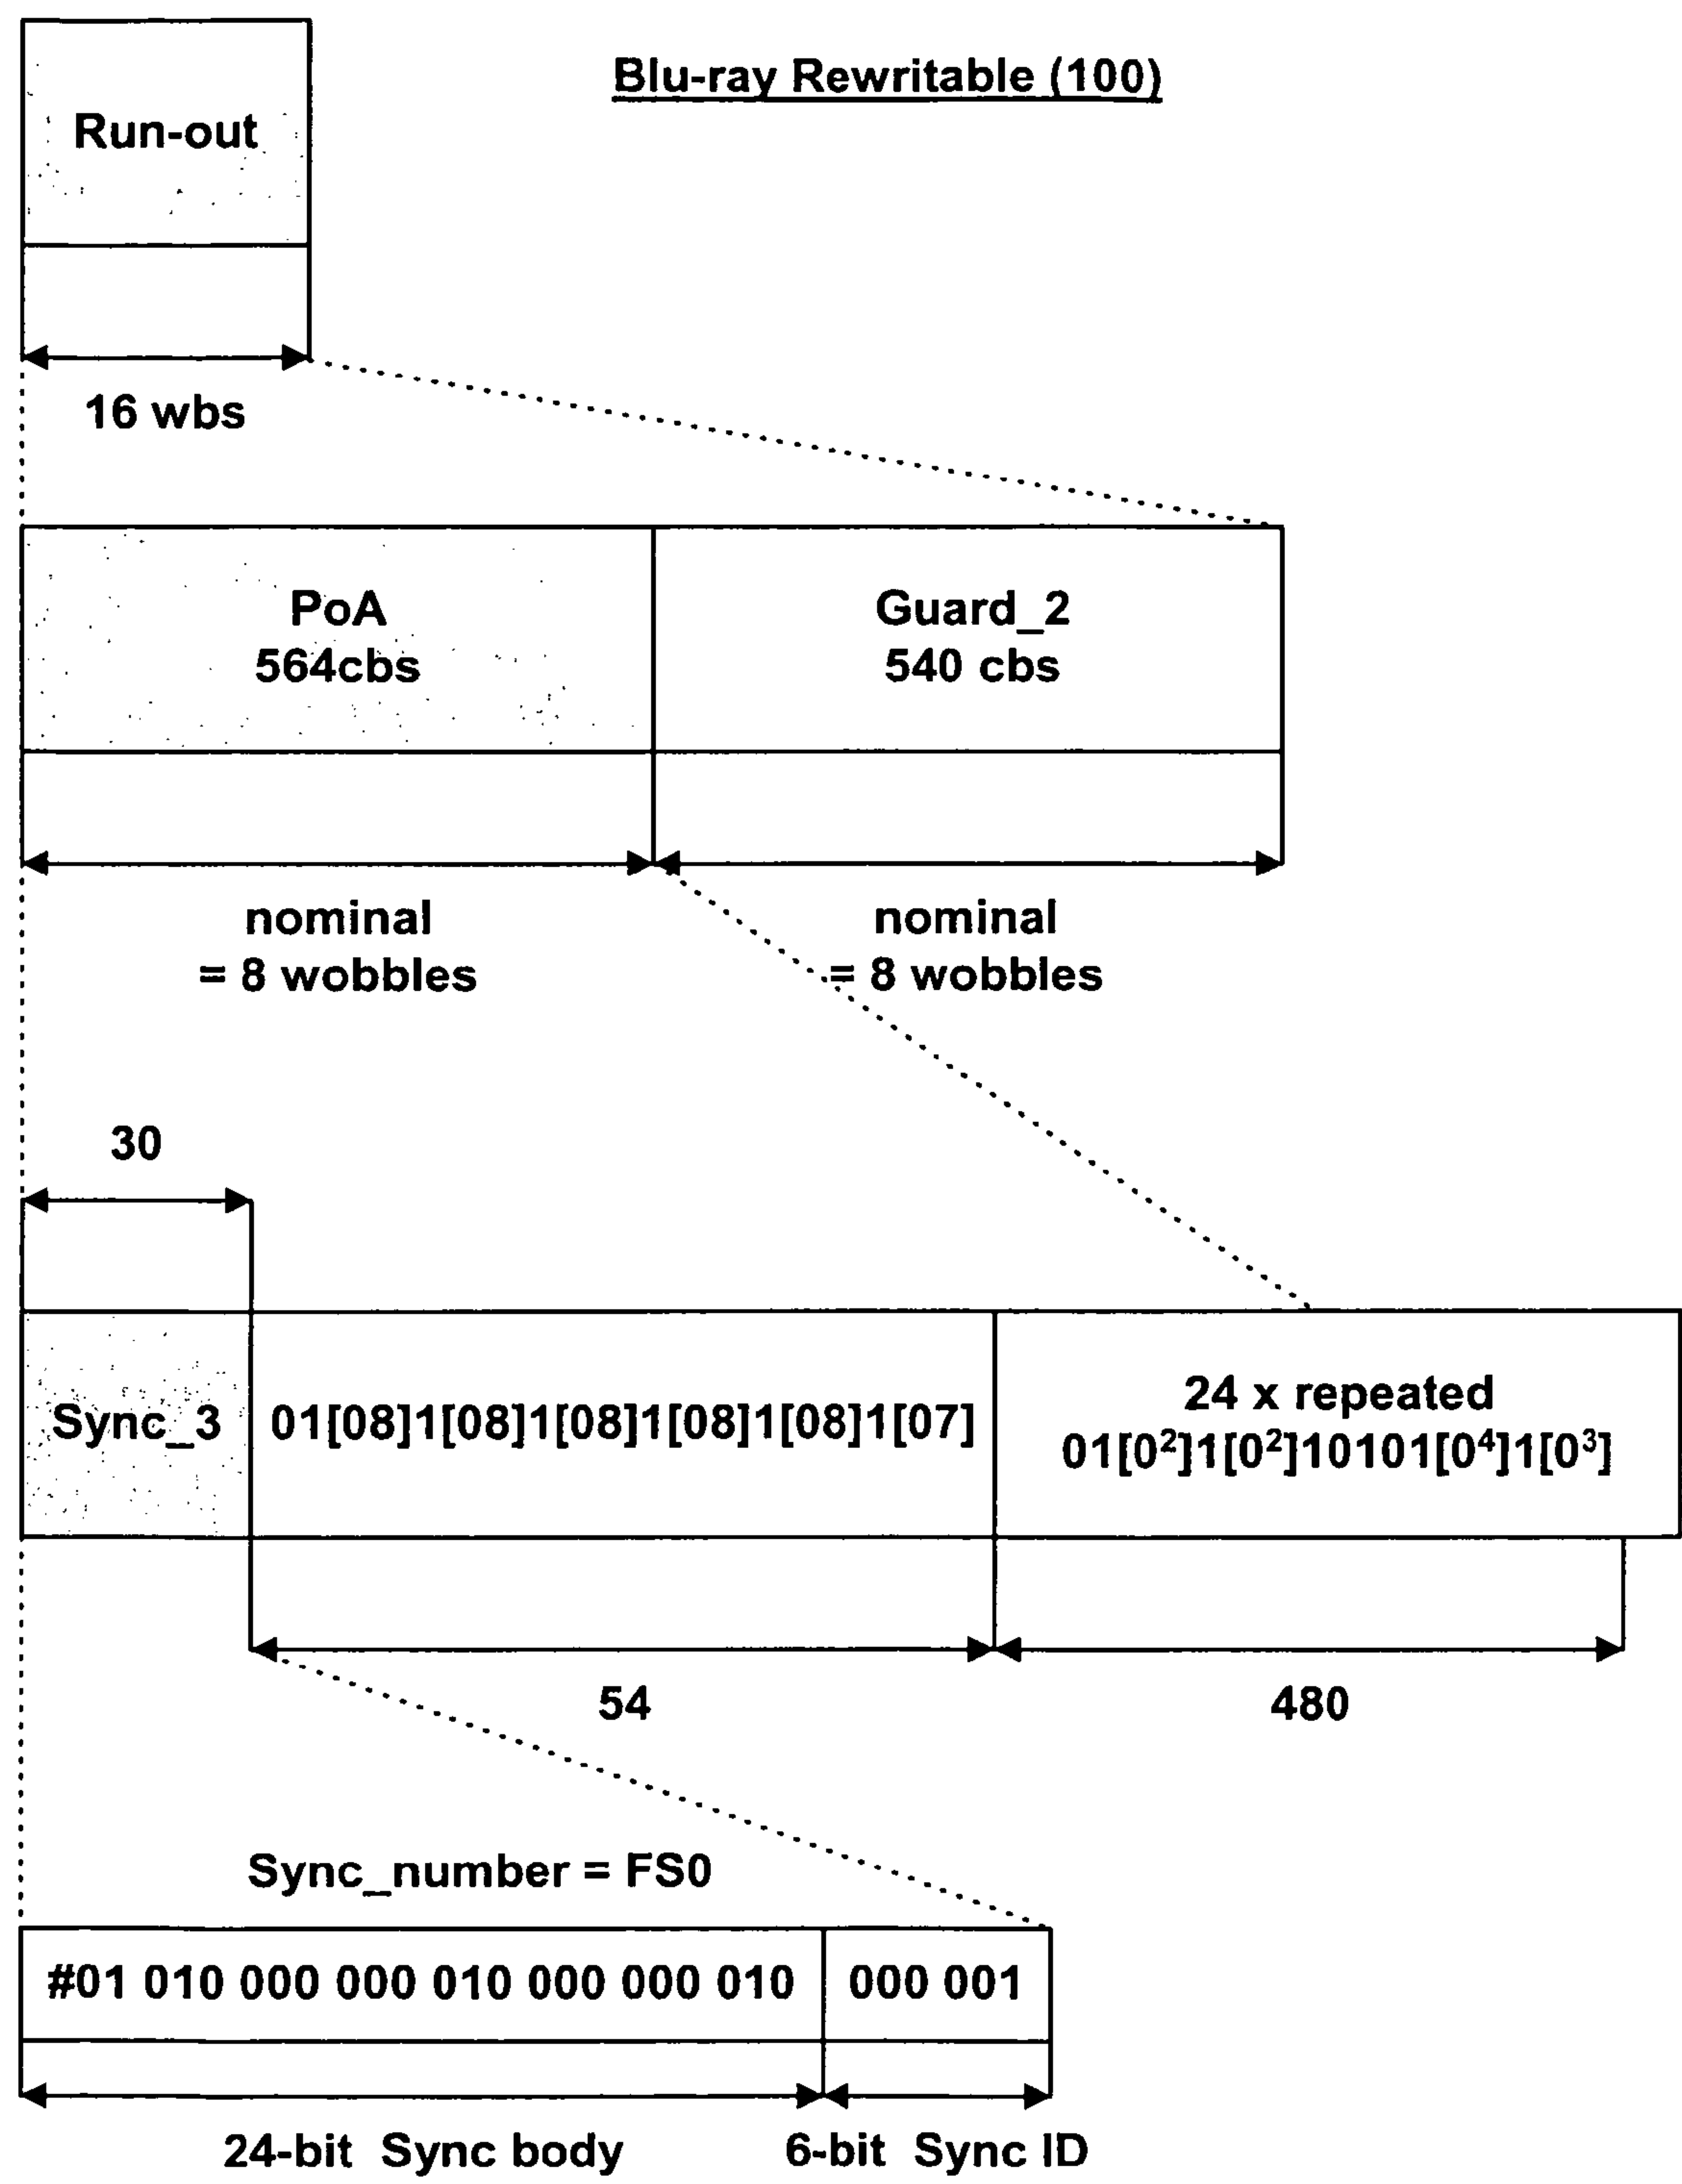 Blu-ray Rewritable (100)
Run-out
16 wbs
PoA
564cbs
Guard_2
540 cbs
nominal
= 8 wobbles
nominal
= 8 wobbles
30
Sync_3
01[08]1[08]1[08]1[08]1[08]1[07]
24 x repeated
01[0²]1[0²]10101[0⁴]1[0³]
54
480
Sync_number = FS0
#01 010 000 000 010 000 000 010
000 001
24-bit Sync body
6-bit Sync ID